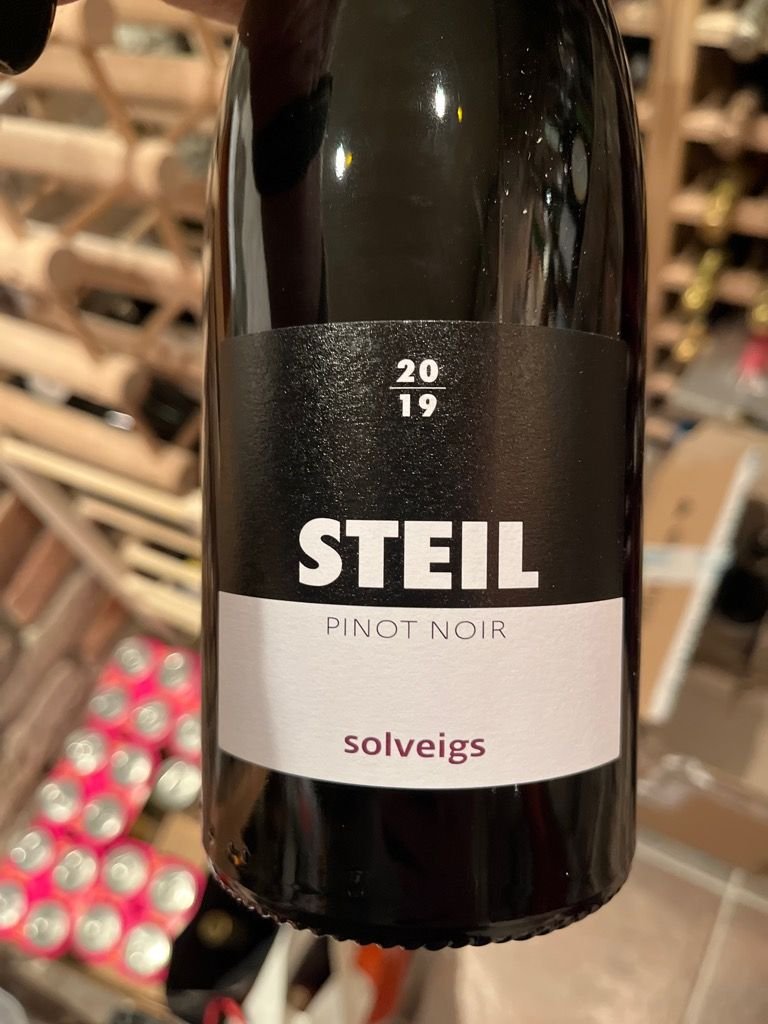 20
19
STEIL
PINOT NOIR
solveigs